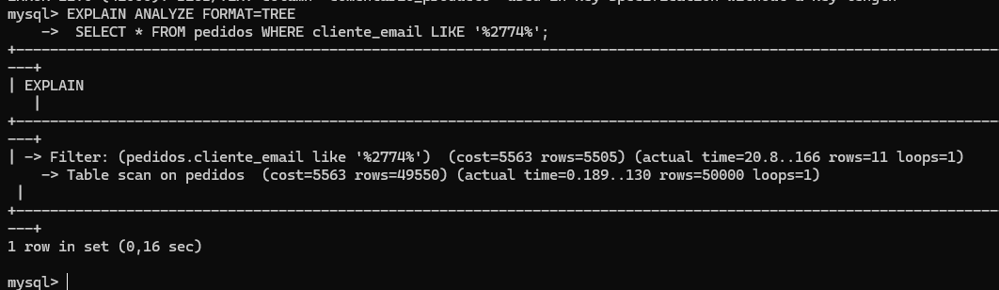 mysql> EXPLAIN ANALYZE FORMAT=TREE
    ->  SELECT * FROM pedidos WHERE cliente_email LIKE '%2774%';
+---------------------------------------------------------------------------------------------------------------------
---+
| EXPLAIN
   |
+---------------------------------------------------------------------------------------------------------------------
---+
| -> Filter: (pedidos.cliente_email like '%2774%')  (cost=5563 rows=5505) (actual time=20.8..166 rows=11 loops=1)
    -> Table scan on pedidos  (cost=5563 rows=49550) (actual time=0.189..130 rows=50000 loops=1)
 |
+---------------------------------------------------------------------------------------------------------------------
---+
1 row in set (0,16 sec)
mysql>